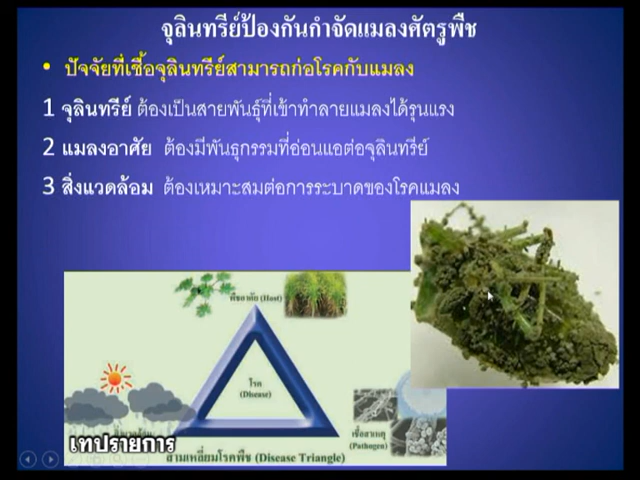 จุลินทรีย์ป้องกันกำจัดแมลงศัตรูพืช
• ปัจจัยที่เชื้อจุลินทรีย์สามารถก่อโรคกับแมลง
1 จุลินทรีย์ ต้องเป็นสายพันธุ์ที่เข้าทำลายแมลงได้รุนแรง
2 แมลงอาศัย ต้องมีพันธุกรรมที่อ่อนแอต่อจุลินทรีย์
3 สิ่งแวดล้อม ต้องเหมาะสมต่อการระบาดของโรคแมลง
พืชอาศัย (Host)
โรค
(Disease)
เชื้อสาเหตุ
(Pathogen)
เทปรายการ
สามเหลี่ยมโรคพืช (Disease Triangle)